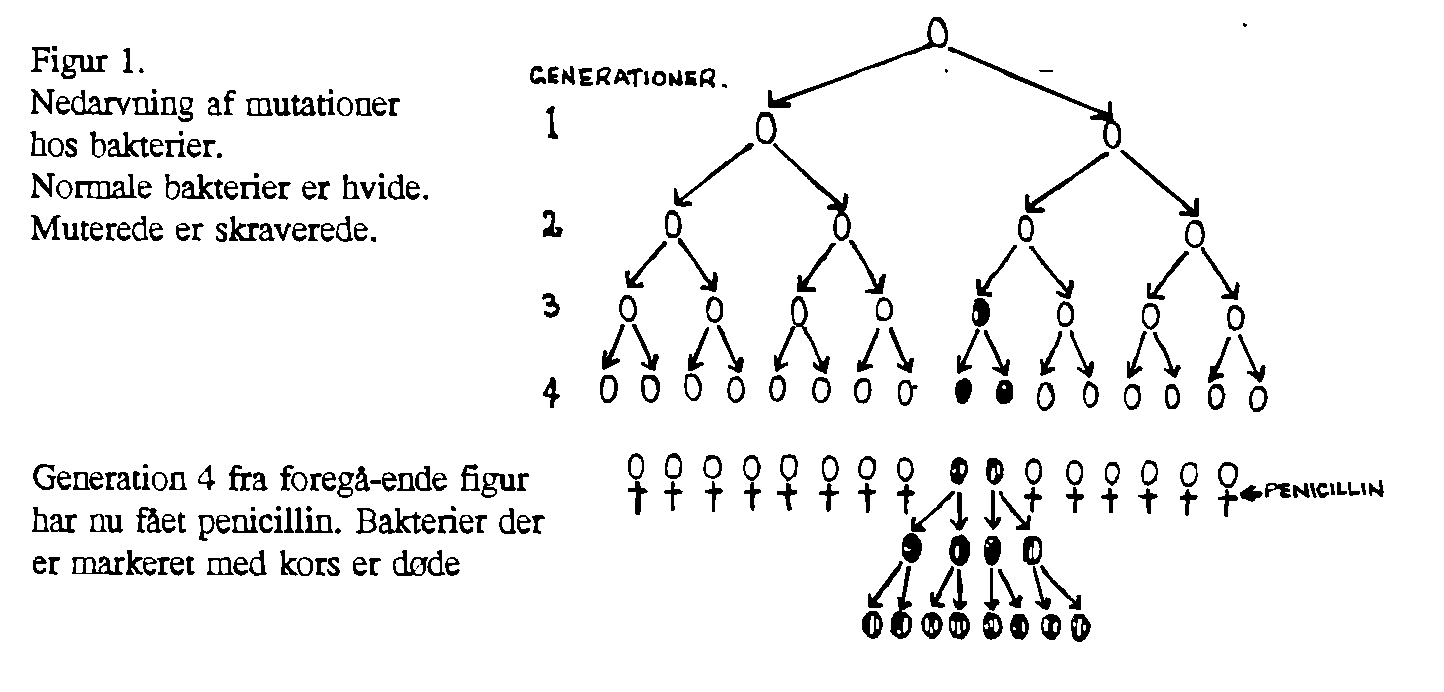 Figur 1.
Nedarvning af mutationer
hos bakterier.
Normale bakterier er hvide.
Muterede er skraverede.
GENERATIONER.
1
2
3
4
Generation 4 fra foregå-ende figur
har nu fået penicillin. Bakterier der
er markeret med kors er døde
PENICILLIN